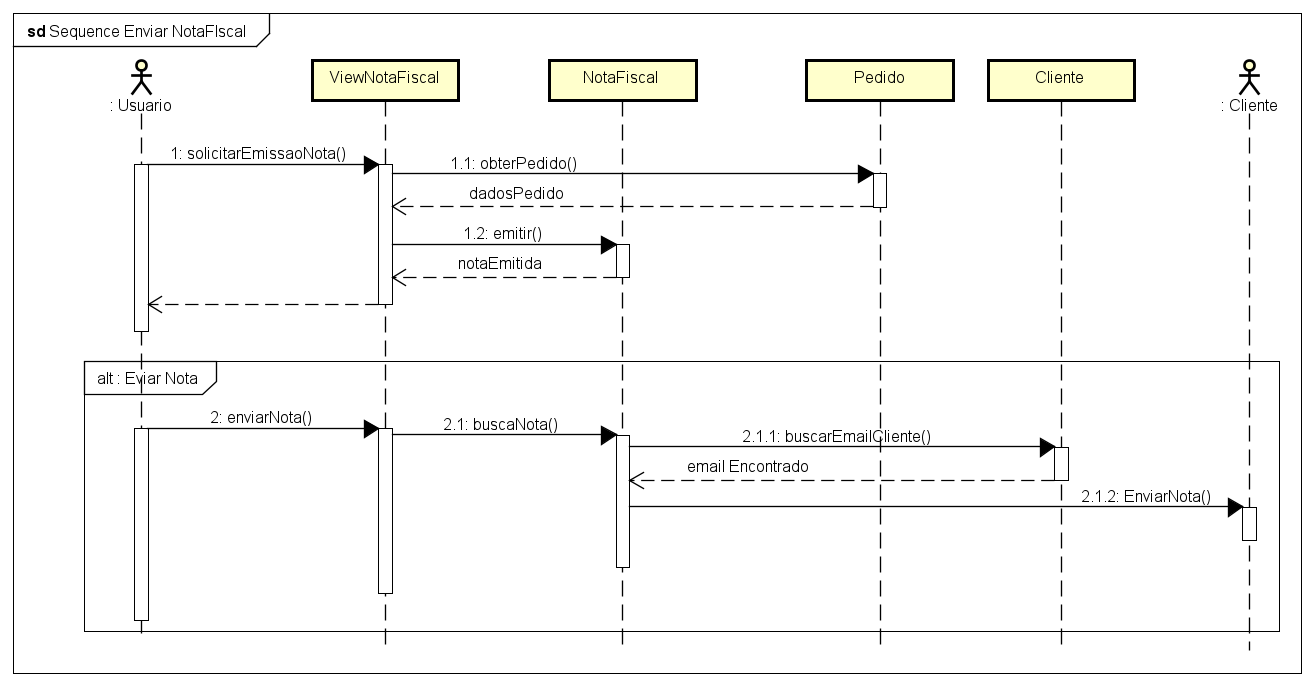 sd Sequence Enviar NotaFIscal
ViewNotaFiscal
NotaFiscal
Pedido
Cliente
: Usuario
: Cliente
1: solicitarEmissaoNota()
1.1: obterPedido()
dadosPedido
1.2: emitir()
notaEmitida
alt : Eviar Nota
2: enviarNota()
2.1: buscaNota()
2.1.1: buscarEmailCliente()
email Encontrado
2.1.2: EnviarNota()